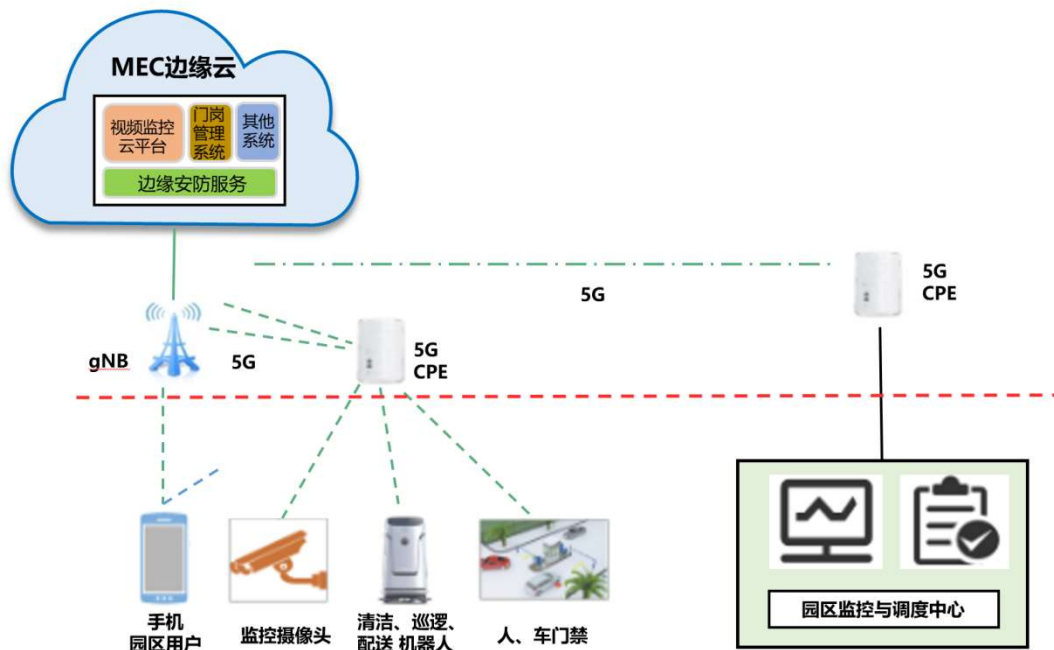 MEC边缘云
视频监控
云平台
门岗
管理
系统
其他
系统
边缘安防服务
gNB
5G
5G
CPE
5G
5G
CPE
手机
园区用户
监控摄像头
清洁、巡逻、
配送 机器人
人、车门禁
园区监控与调度中心